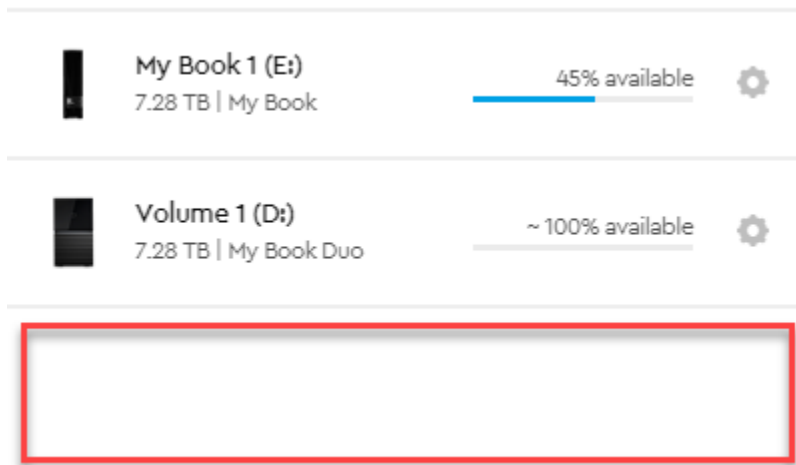 My Book 1 (E:)
45% available
7.28 TB | My Book
Volume 1 (D:)
~ 100% available
7.28 TB | My Book Duo